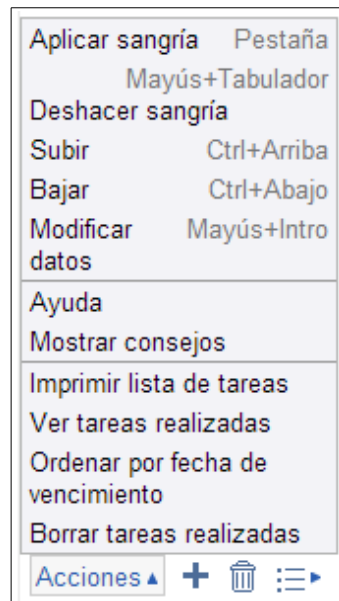 Aplicar sangría Pestaña
Mayús+Tabulador
Deshacer sangría
Subir Ctrl+Arriba
Bajar Ctrl+Abajo
Modificar Mayús+Intro
datos
Ayuda
Mostrar consejos
Imprimir lista de tareas
Ver tareas realizadas
Ordenar por fecha de
vencimiento
Borrar tareas realizadas
Acciones